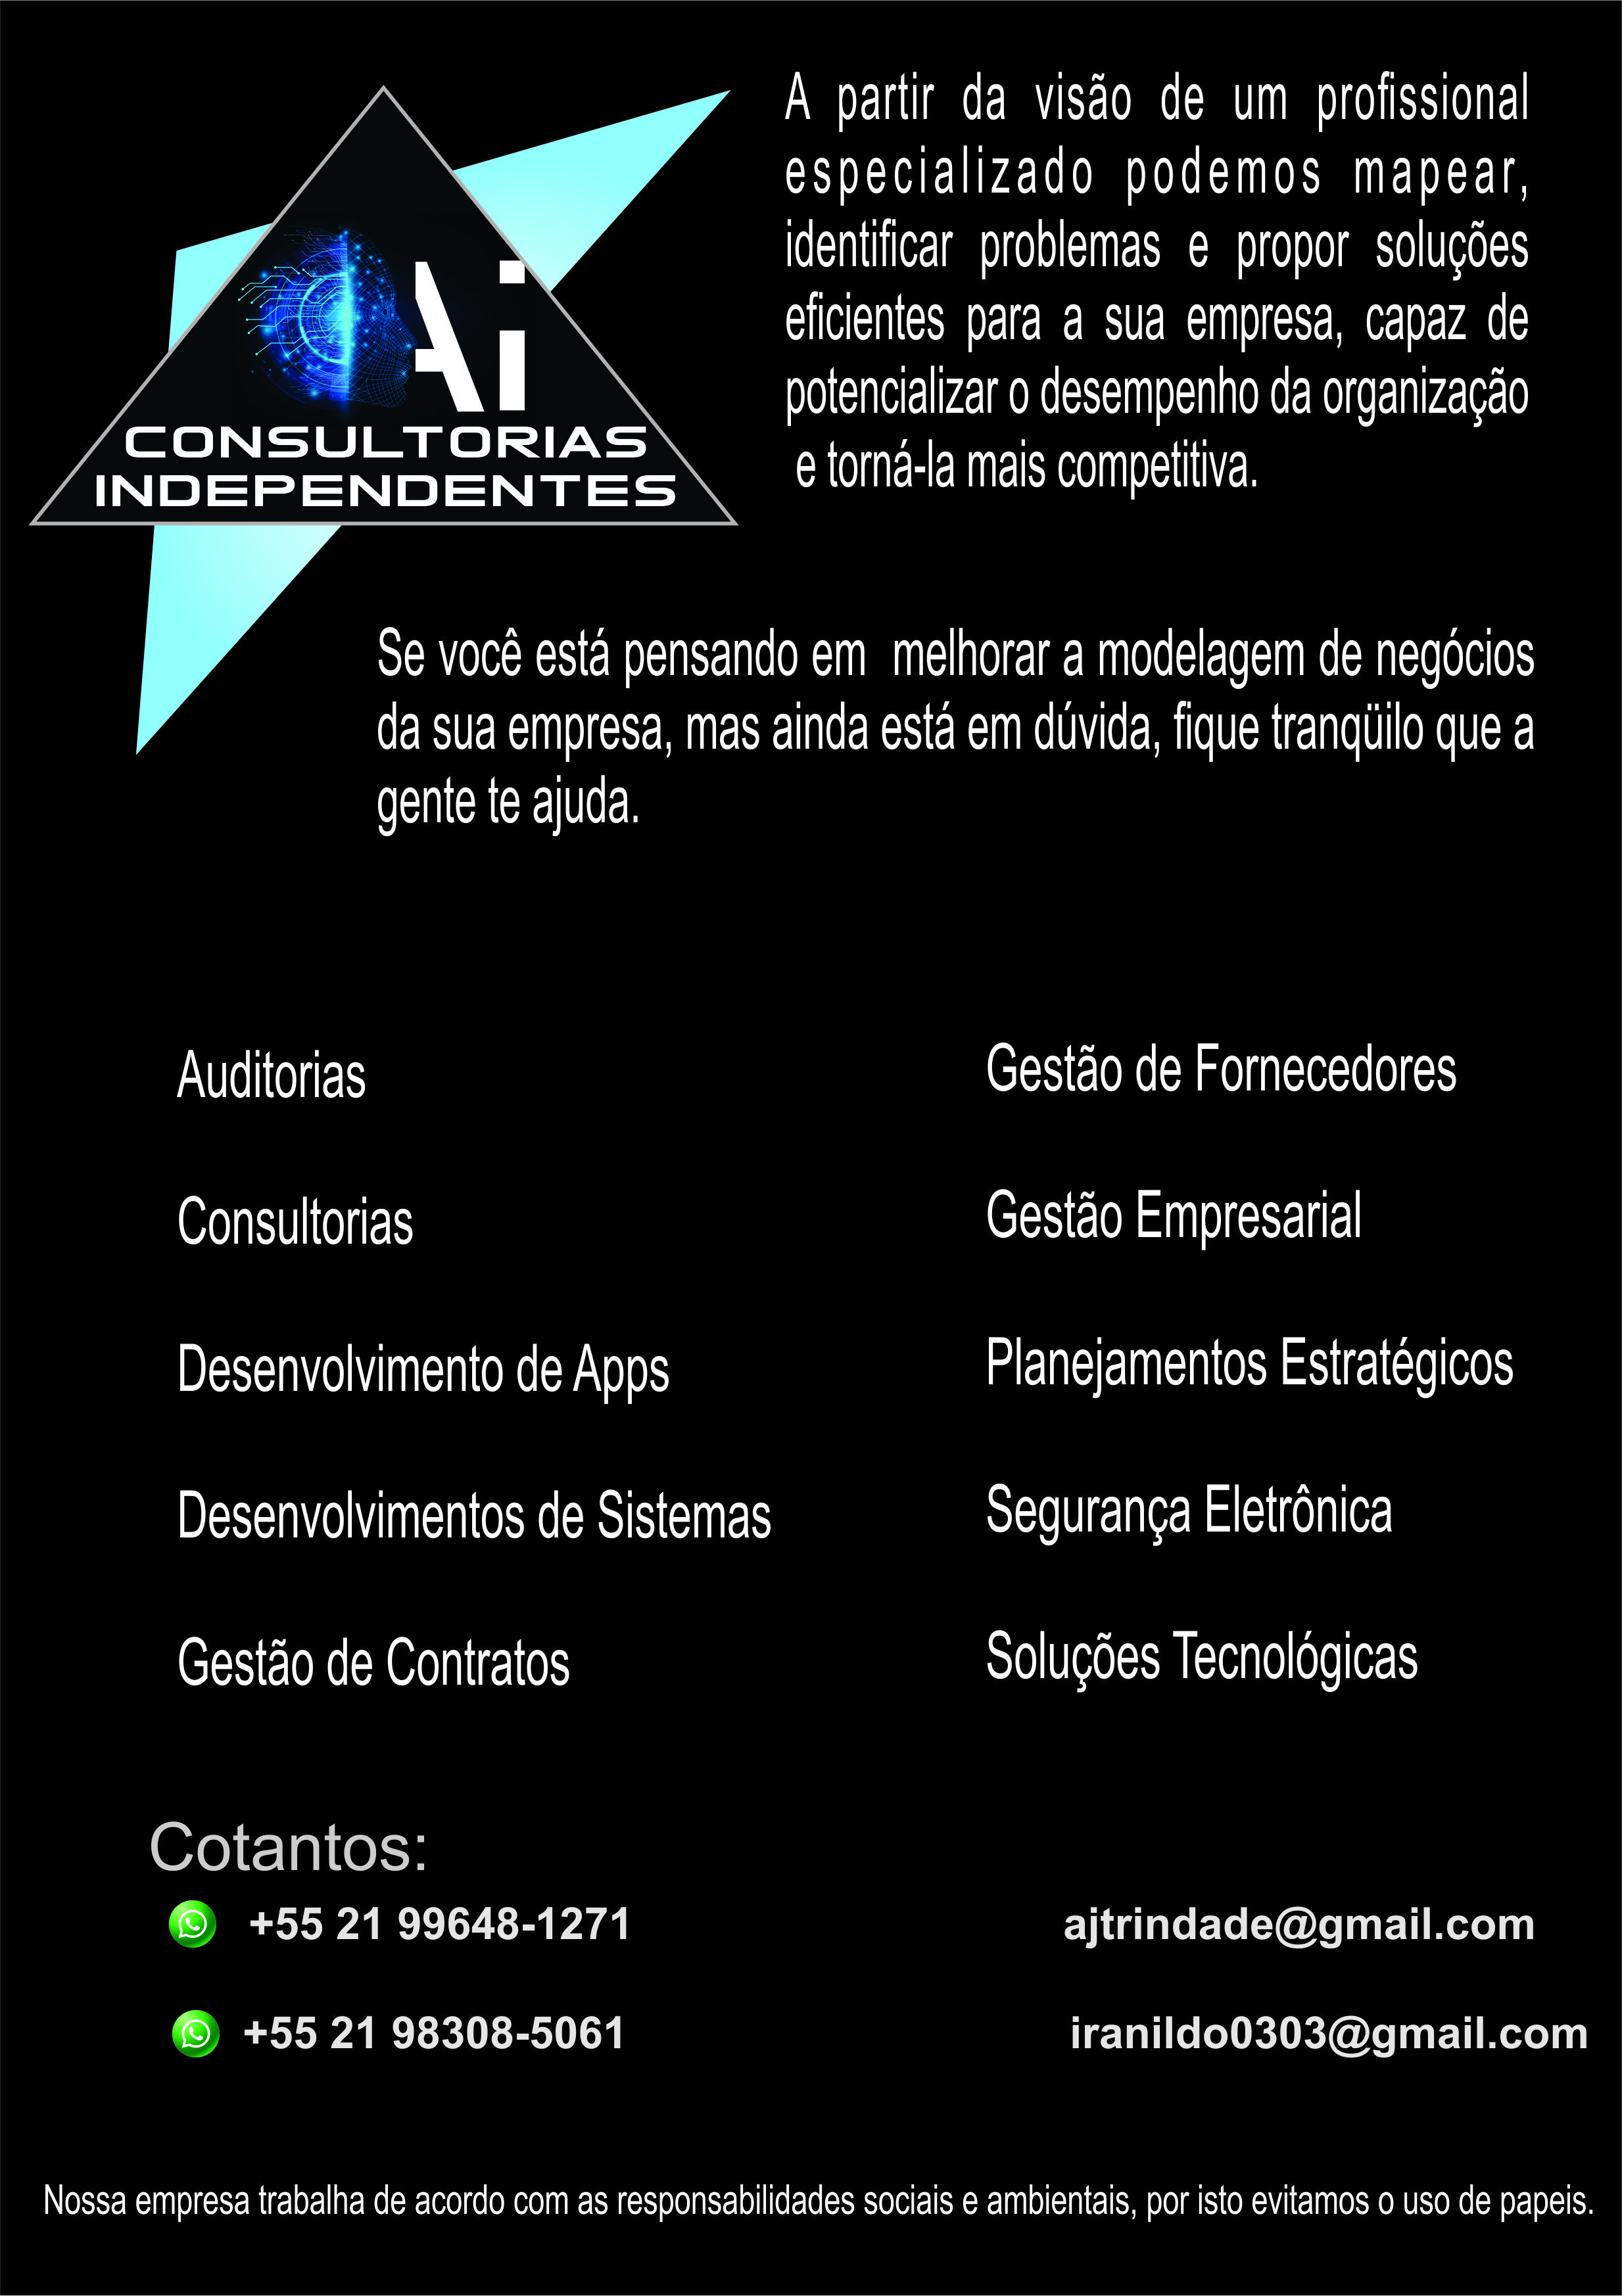 Ai
CONSULTORIAS
INDEPENDENTES
A partir da visão de um profissional
especializado podemos mapear,
identificar problemas e propor soluções
eficientes para a sua empresa, capaz de
potencializar o desempenho da organização
e torná-la mais competitiva.
Se você está pensando em melhorar a modelagem de negócios
da sua empresa, mas ainda está em dúvida, fique tranqüilo que a
gente te ajuda.
Auditorias
Consultorias
Desenvolvimento de Apps
Desenvolvimentos de Sistemas
Gestão de Contratos
Gestão de Fornecedores
Gestão Empresarial
Planejamentos Estratégicos
Segurança Eletrônica
Soluções Tecnológicas
Cotantos:
+55 21 99648-1271
ajtrindade@gmail.com
+55 21 98308-5061
iranildo0303@gmail.com
Nossa empresa trabalha de acordo com as responsabilidades sociais e ambientais, por isto evitamos o uso de papeis.